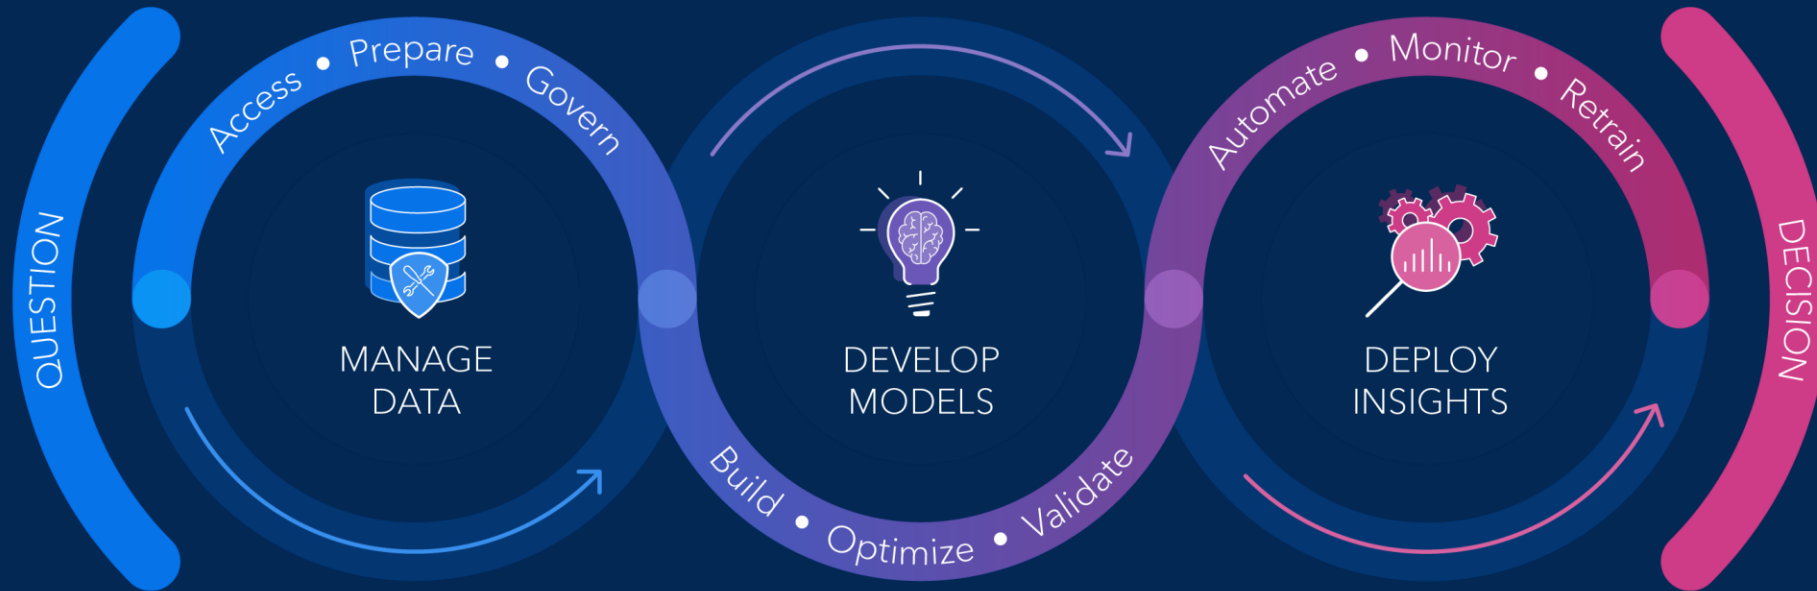 QUESTION
Access • Prepare • Govern
MANAGE
DATA
DEVELOP
MODELS
Build • Optimize • Validate
Automate • Monitor • Retrain
DEPLOY
INSIGHTS
DECISION